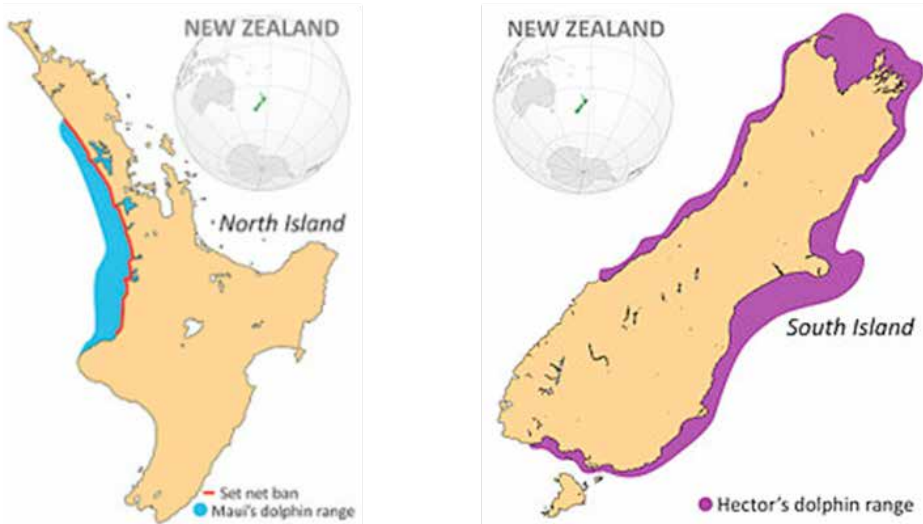 NEW ZEALAND
North Island
Set net ban
Maui's dolphin range
NEW ZEALAND
South Island
Hector's dolphin range